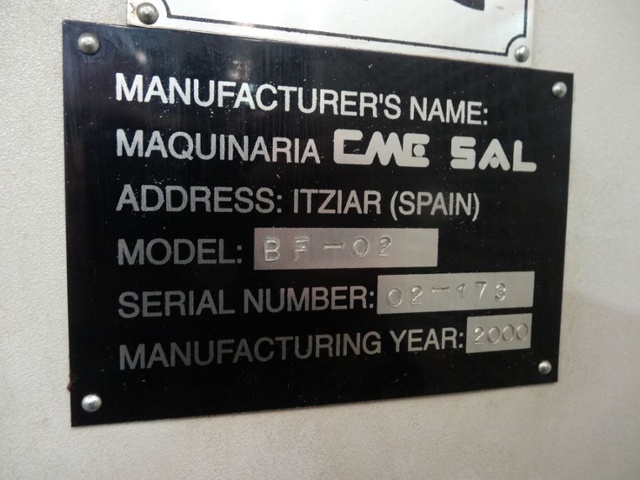 MANUFACTURER'S NAME:
MAQUINARIA CME SAL
ADDRESS: ITZIAR (SPAIN)
MODEL: BF-02
SERIAL NUMBER: 02-173
MANUFACTURING YEAR: 2000